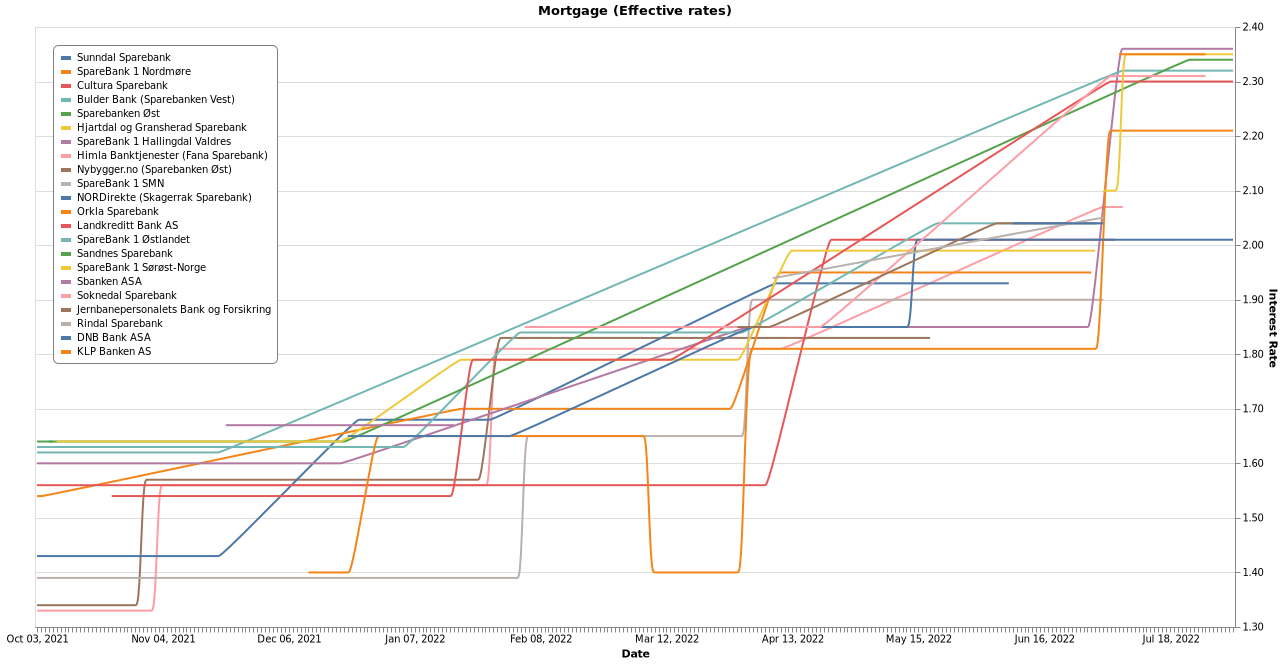 Mortgage (Effective rates)
Sunndal Sparebank
SpareBank 1 Nordmøre
Cultura Sparebank
Bulder Bank (Sparebanken Vest)
Sparebanken Øst
Hjartdal og Gransherad Sparebank
SpareBank 1 Hallingdal Valdres
Himla Banktjenester (Fana Sparebank)
Nybygger.no (Sparebanken Øst)
SpareBank 1 SMN
NORDirekte (Skagerrak Sparebank)
Orkla Sparebank
Landkreditt Bank AS
SpareBank 1 Østlandet
Sandnes Sparebank
SpareBank 1 Sørøst-Norge
Sbanken ASA
Soknedal Sparebank
Jernbanepersonalets Bank og Forsikring
Rindal Sparebank
DNB Bank ASA
KLP Banken AS
2.40
2.30
2.20
2.10
2.00
1.90
1.80
1.70
1.60
1.50
1.40
1.30
Interest Rate
Oct 03, 2021 Nov 04, 2021 Dec 06, 2021 Jan 07, 2022 Feb 08, 2022 Mar 12, 2022 Apr 13, 2022 May 15, 2022 Jun 16, 2022 Jul 18, 2022
Date